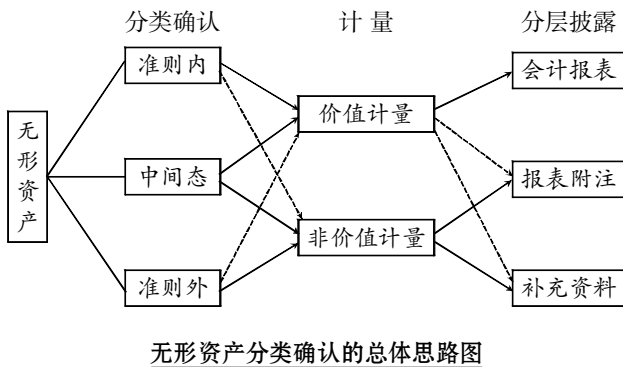 分类确认 计 量 分层披露
准则内 会计报表
价值计量
无形资产 中间态 报表附注
非价值计量
准则外 补充资料
无形资产分类确认的总体思路图